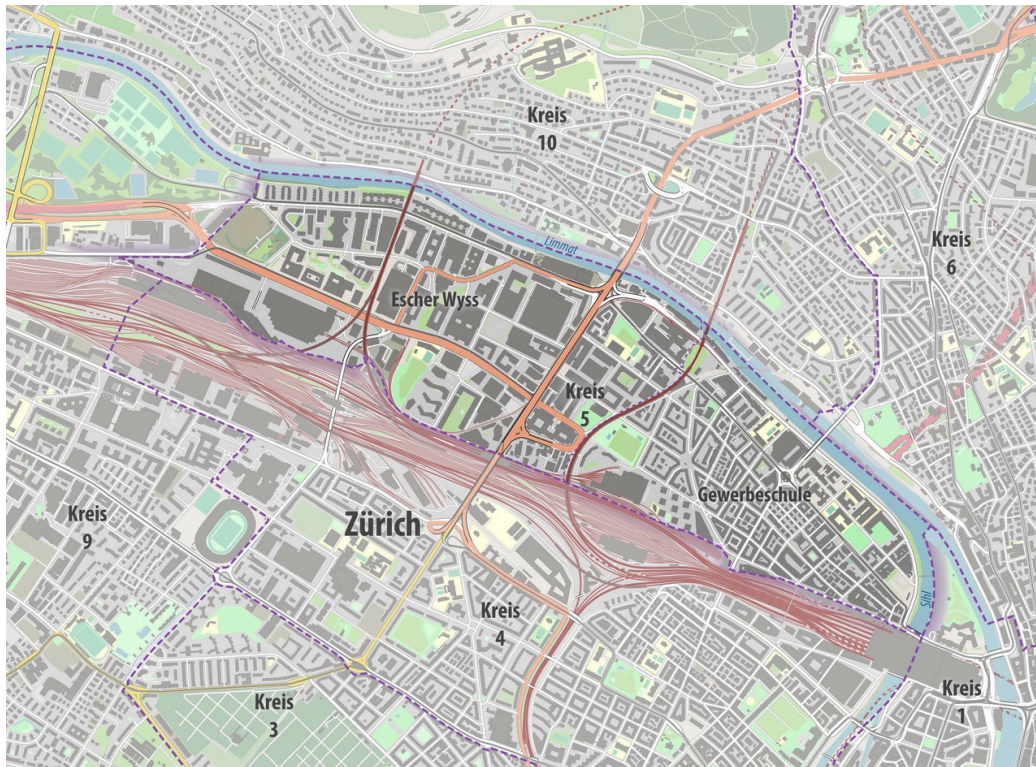 Kreis
10
Limmat
Kreis
6
Escher Wyss
Kreis
5
Gewerbeschule
Zürich
Kreis
9
Sihl
Kreis
4
Kreis
3
Kreis
1